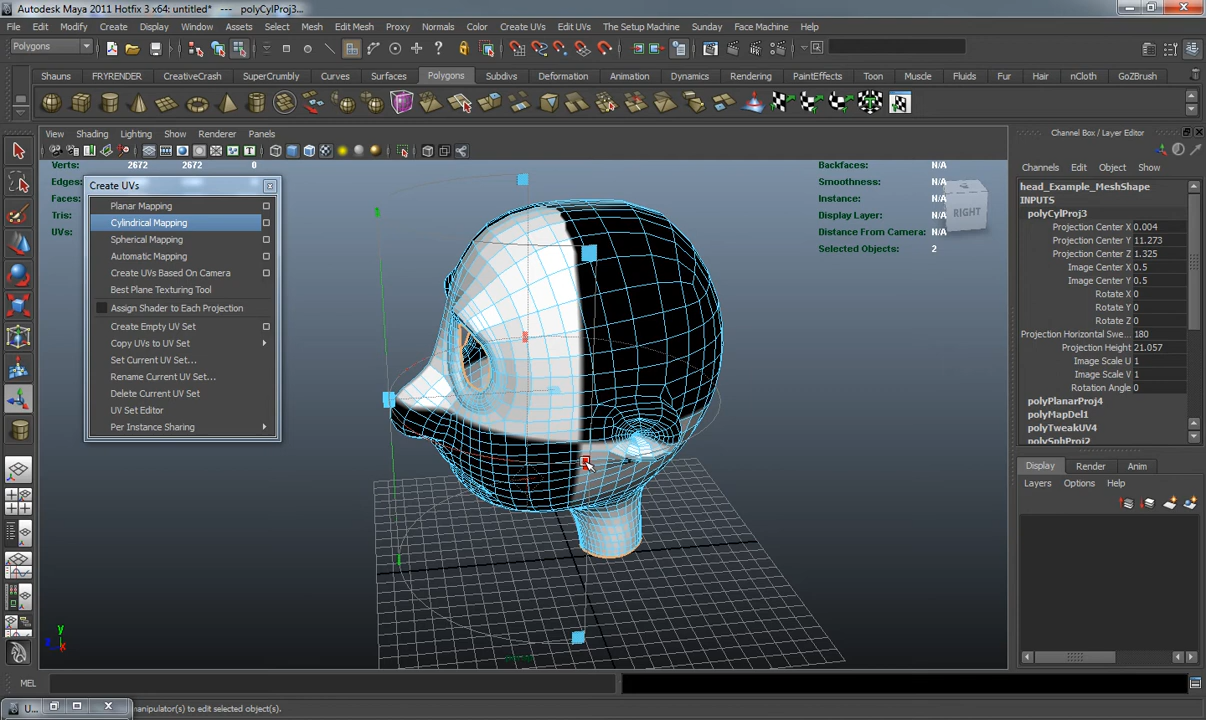 Autodesk Maya 2011 Hotfix 3 x64: untitled* --- polyCylProj3...
File Edit Modify Create Display Window Assets Select Mesh Edit Mesh Proxy Normals Color Create UVs Edit UVs The Setup Machine Sunday Face Machine Help
Polygons
Shauns FRYRENDER CreativeCrash SuperCrumbly Curves Surfaces Polygons Subdivs Deformation Animation Dynamics Rendering PaintEffects Toon Muscle Fluids Fur Hair nCloth GoZBrush
View Shading Lighting Show Renderer Panels
Channel Box / Layer Editor
Channels Edit Object Show
Verts: 2672 2672 0
Edges:
Faces:
Tris:
UVs:
Backfaces: N/A
Smoothness: N/A
Instance: N/A
Display Layer: N/A
Distance From Camera: N/A
Selected Objects: 2
RIGHT
Create UVs
Planar Mapping
Cylindrical Mapping
Spherical Mapping
Automatic Mapping
Create UVs Based On Camera
Best Plane Texturing Tool
Assign Shader to Each Projection
Create Empty UV Set
Copy UVs to UV Set
Set Current UV Set...
Rename Current UV Set...
Delete Current UV Set
UV Set Editor
Per Instance Sharing
head_Example_MeshShape
INPUTS
polyCylProj3
Projection Center X 0.004
Projection Center Y 11.273
Projection Center Z 1.325
Image Center X 0.5
Image Center Y 0.5
Rotate X 0
Rotate Y 0
Rotate Z 0
Projection Horizontal Swe... 180
Projection Height 21.057
Image Scale U 1
Image Scale V 1
Rotation Angle 0
polyPlanarProj4
polyMapDel1
polyTweakUV4
polySphProj2
Display Render Anim
Layers Options Help
y
x
MEL
U...
manipulator(s) to edit selected object(s).